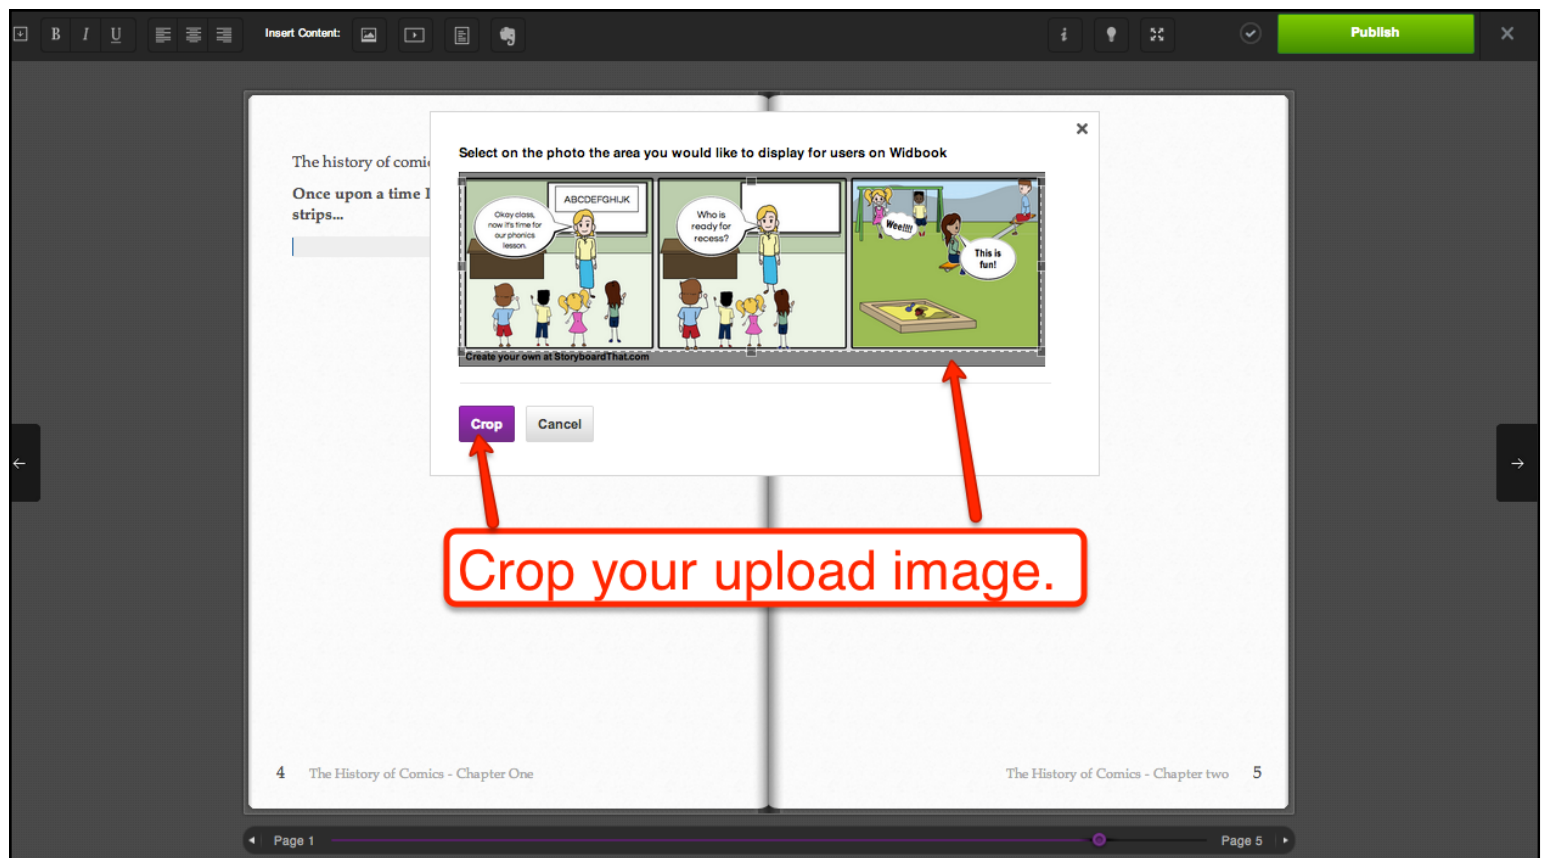 B I U Insert Content: i Publish
Select on the photo the area you would like to display for users on Widbook
The history of comi
Once upon a time I
strips...
ABCDEFGHIJK
Okay class,
now it's time for
our phonics
lesson.
Who is
ready for
recess?
Wee!!!!
This is
fun!
Create your own at StoryboardThat.com
Crop Cancel
Crop your upload image.
4 The History of Comics - Chapter One
The History of Comics - Chapter two 5
Page 1 Page 5